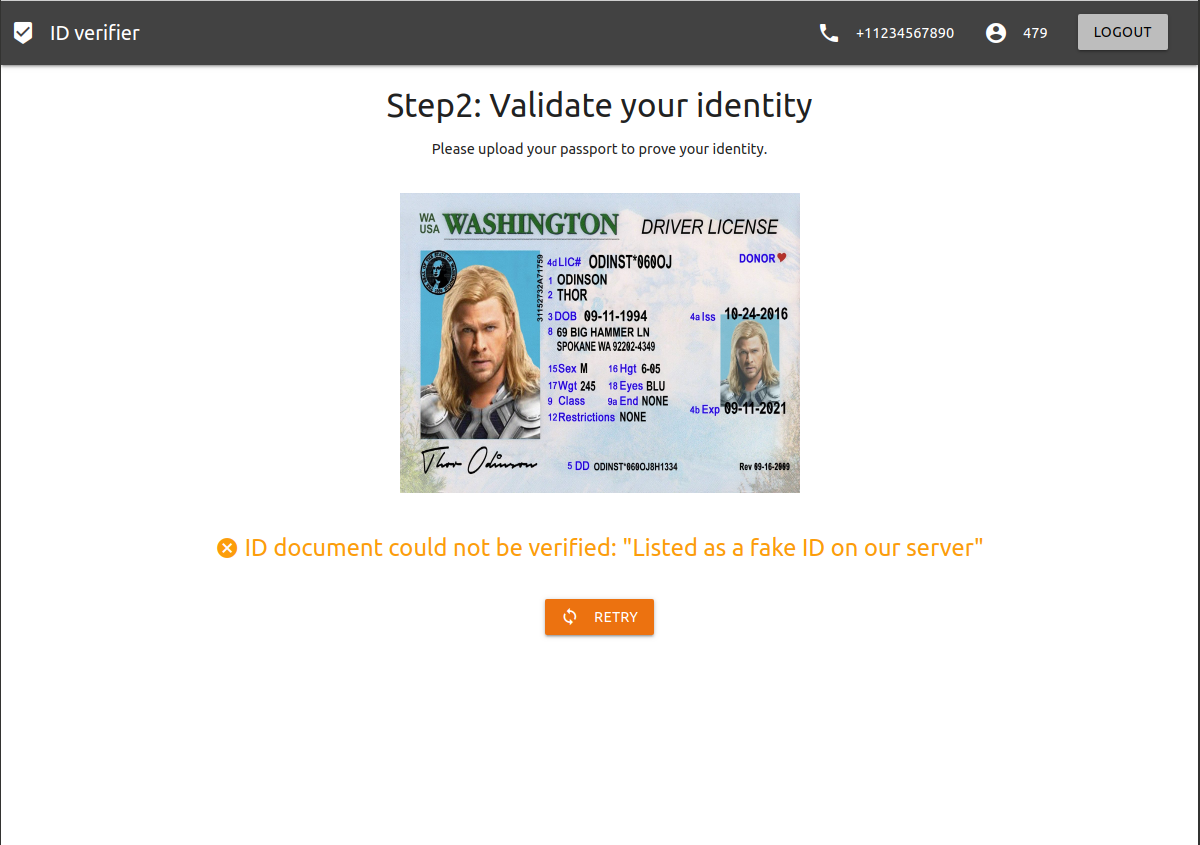 ID verifier
+11234567890
479
LOGOUT
Step2: Validate your identity
Please upload your passport to prove your identity.
WA
USA
WASHINGTON
DRIVER LICENSE
4d LIC# ODINST*060OJ
DONOR
1 ODINSON
2 THOR
31152732A71759
3 DOB 09-11-1994
4a Iss 10-24-2016
8 69 BIG HAMMER LN
SPOKANE WA 92202-4349
15 Sex M
16 Hgt 6-05
17 Wgt 245
18 Eyes BLU
9 Class
9a End NONE
4b Exp 09-11-2021
12 Restrictions NONE
Thor Odinson
5 DD ODINST*060OJ8H1334
Rev 09-16-2009
ID document could not be verified: "Listed as a fake ID on our server"
RETRY